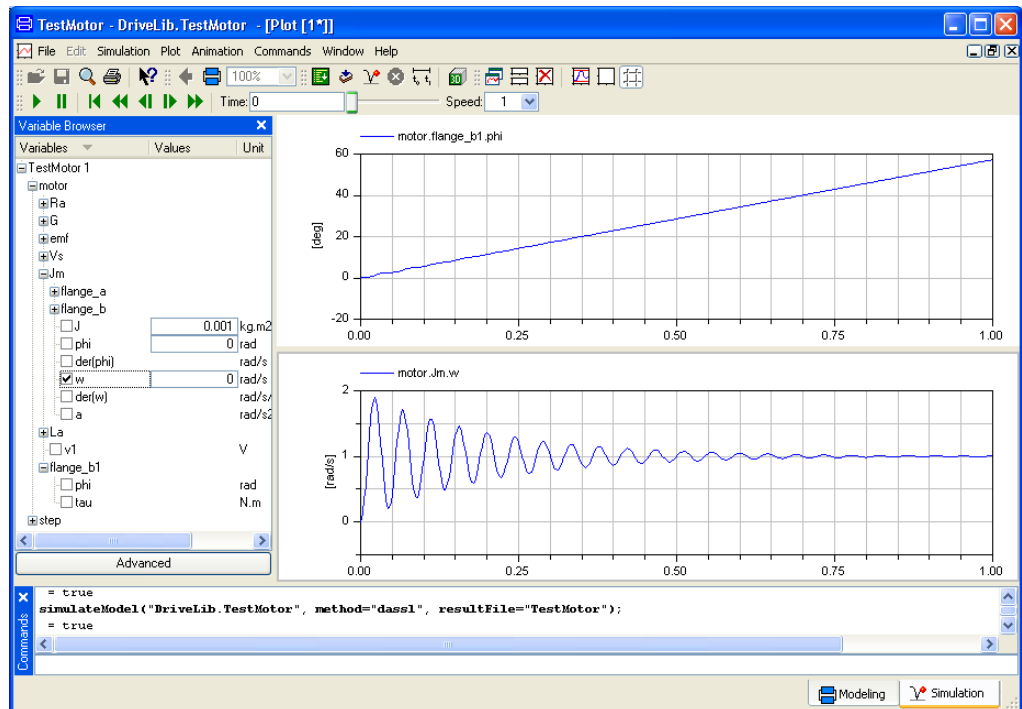 TestMotor - DriveLib.TestMotor - [Plot [1*]]
File Edit Simulation Plot Animation Commands Window Help
100%
Time: 0 Speed: 1
Variable Browser
Variables Values Unit
TestMotor 1
motor
Ra
G
emf
Vs
Jm
flange_a
flange_b
J 0.001 kg.m2
phi 0 rad
der(phi) rad/s
w 0 rad/s
der(w) rad/s/
a rad/s2
La
v1 V
flange_b1
phi rad
tau N.m
step
Advanced
motor.flange_b1.phi
60
40
20
0
-20
[deg]
0.00 0.25 0.50 0.75 1.00
motor.Jm.w
2
1
0
[rad/s]
0.00 0.25 0.50 0.75 1.00
Commands
= true
simulateModel("DriveLib.TestMotor", method="dassl", resultFile="TestMotor");
= true
Modeling Simulation